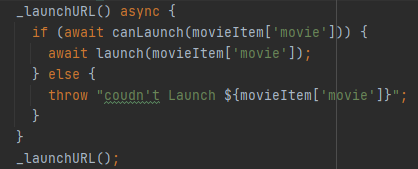 _launchURL() async {
  if (await canLaunch(movieItem['movie'])) {
    await launch(movieItem['movie']);
  } else {
    throw "coudn't Launch ${movieItem['movie']}";
  }
}
_launchURL();